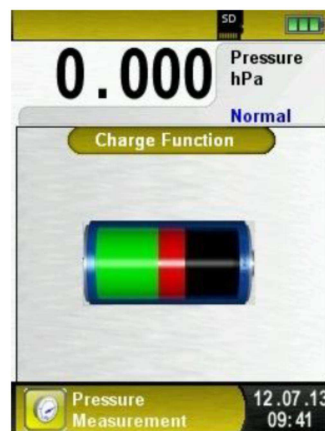 SD
0.000
Pressure
hPa
Normal
Charge Function
Pressure
Measurement
12.07.13
09:41